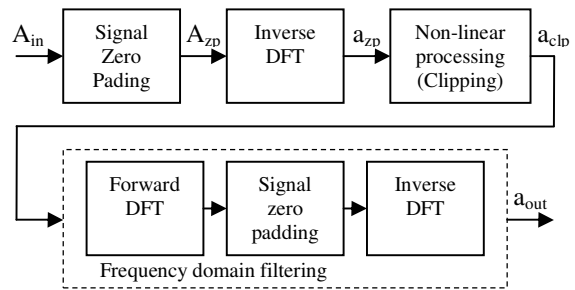 A_in
Signal
Zero
Pading
A_zp
Inverse
DFT
a_zp
Non-linear
processing
(Clipping)
a_clp
Forward
DFT
Signal
zero
padding
Inverse
DFT
a_out
Frequency domain filtering